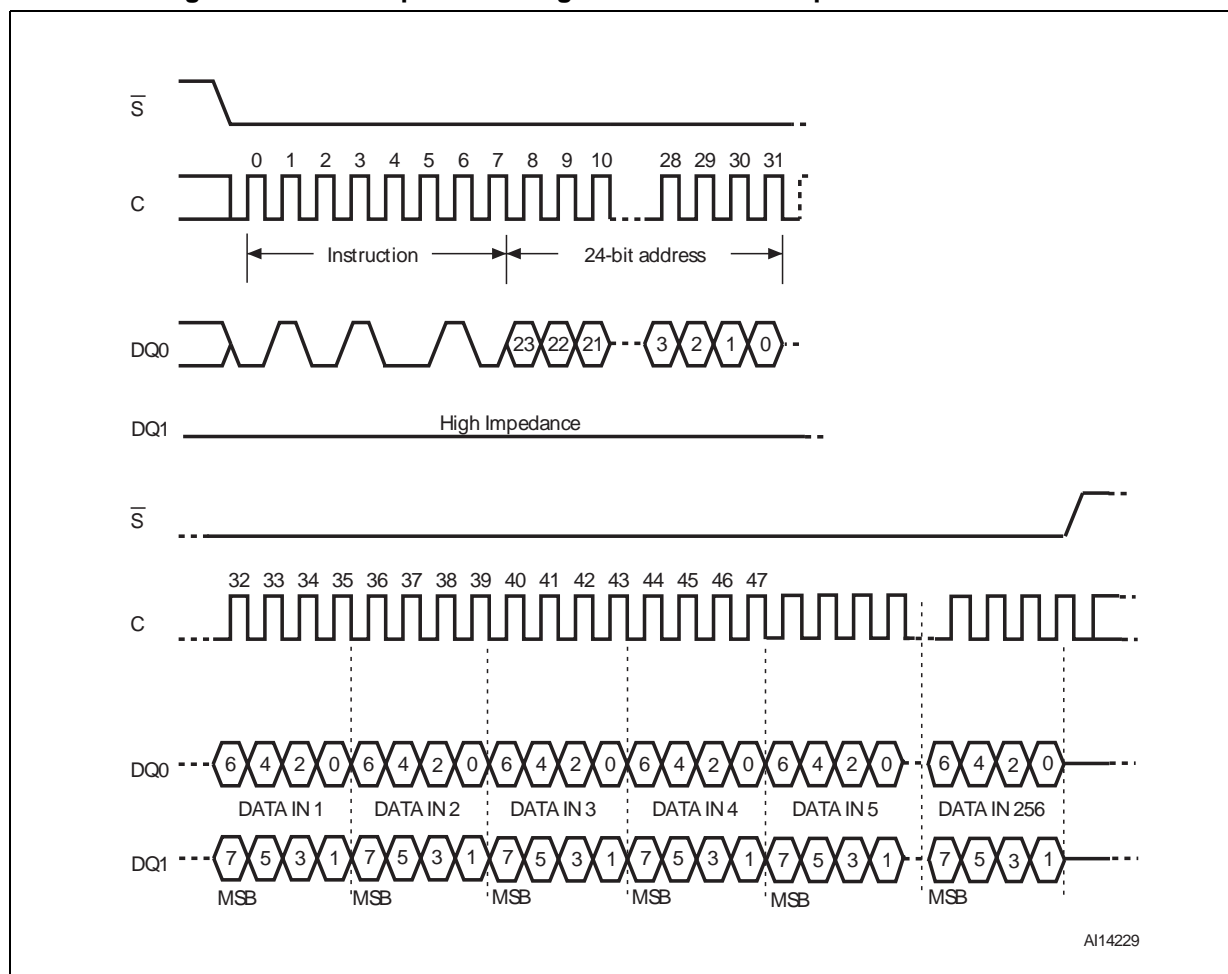 S
0 1 2 3 4 5 6 7 8 9 10 28 29 30 31
C
Instruction 24-bit address
DQ0 23 22 21 3 2 1 0
DQ1 High Impedance
S
32 33 34 35 36 37 38 39 40 41 42 43 44 45 46 47
C
DQ0 6 4 2 0 6 4 2 0 6 4 2 0 6 4 2 0 6 4 2 0 6 4 2 0
DATA IN 1 DATA IN 2 DATA IN 3 DATA IN 4 DATA IN 5 DATA IN 256
DQ1 7 5 3 1 7 5 3 1 7 5 3 1 7 5 3 1 7 5 3 1 7 5 3 1
MSB MSB MSB MSB MSB MSB
AI14229